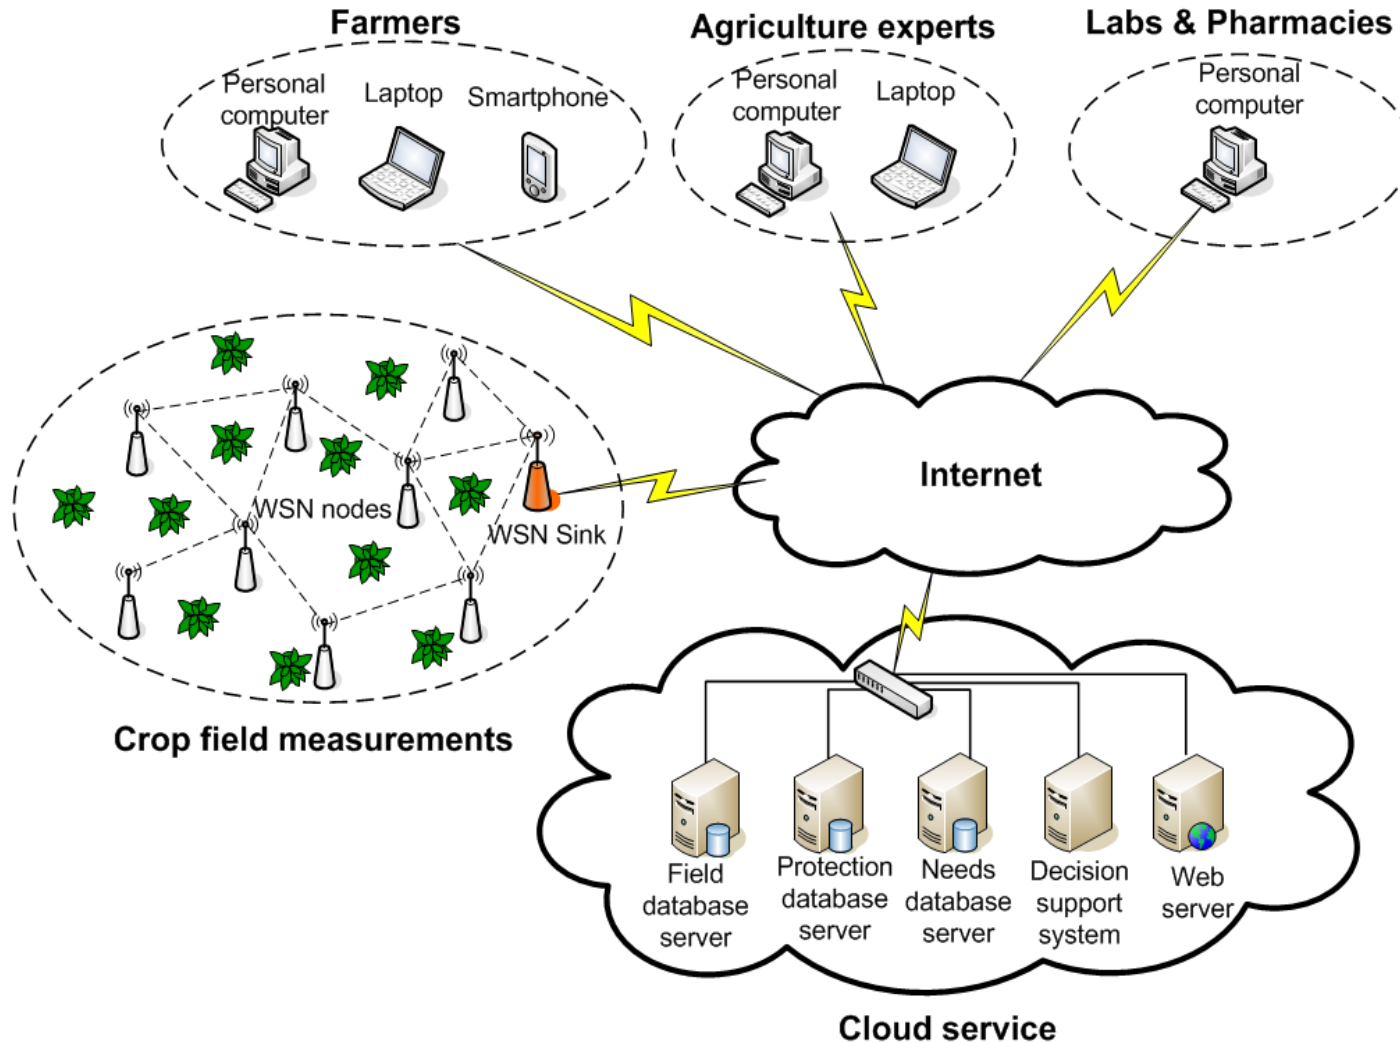 Farmers
Agriculture experts
Labs & Pharmacies
Personal
computer
Laptop
Smartphone
Personal
computer
Laptop
Personal
computer
WSN nodes
WSN Sink
Internet
Crop field measurements
Field
database
server
Protection
database
server
Needs
database
server
Decision
support
system
Web
server
Cloud service